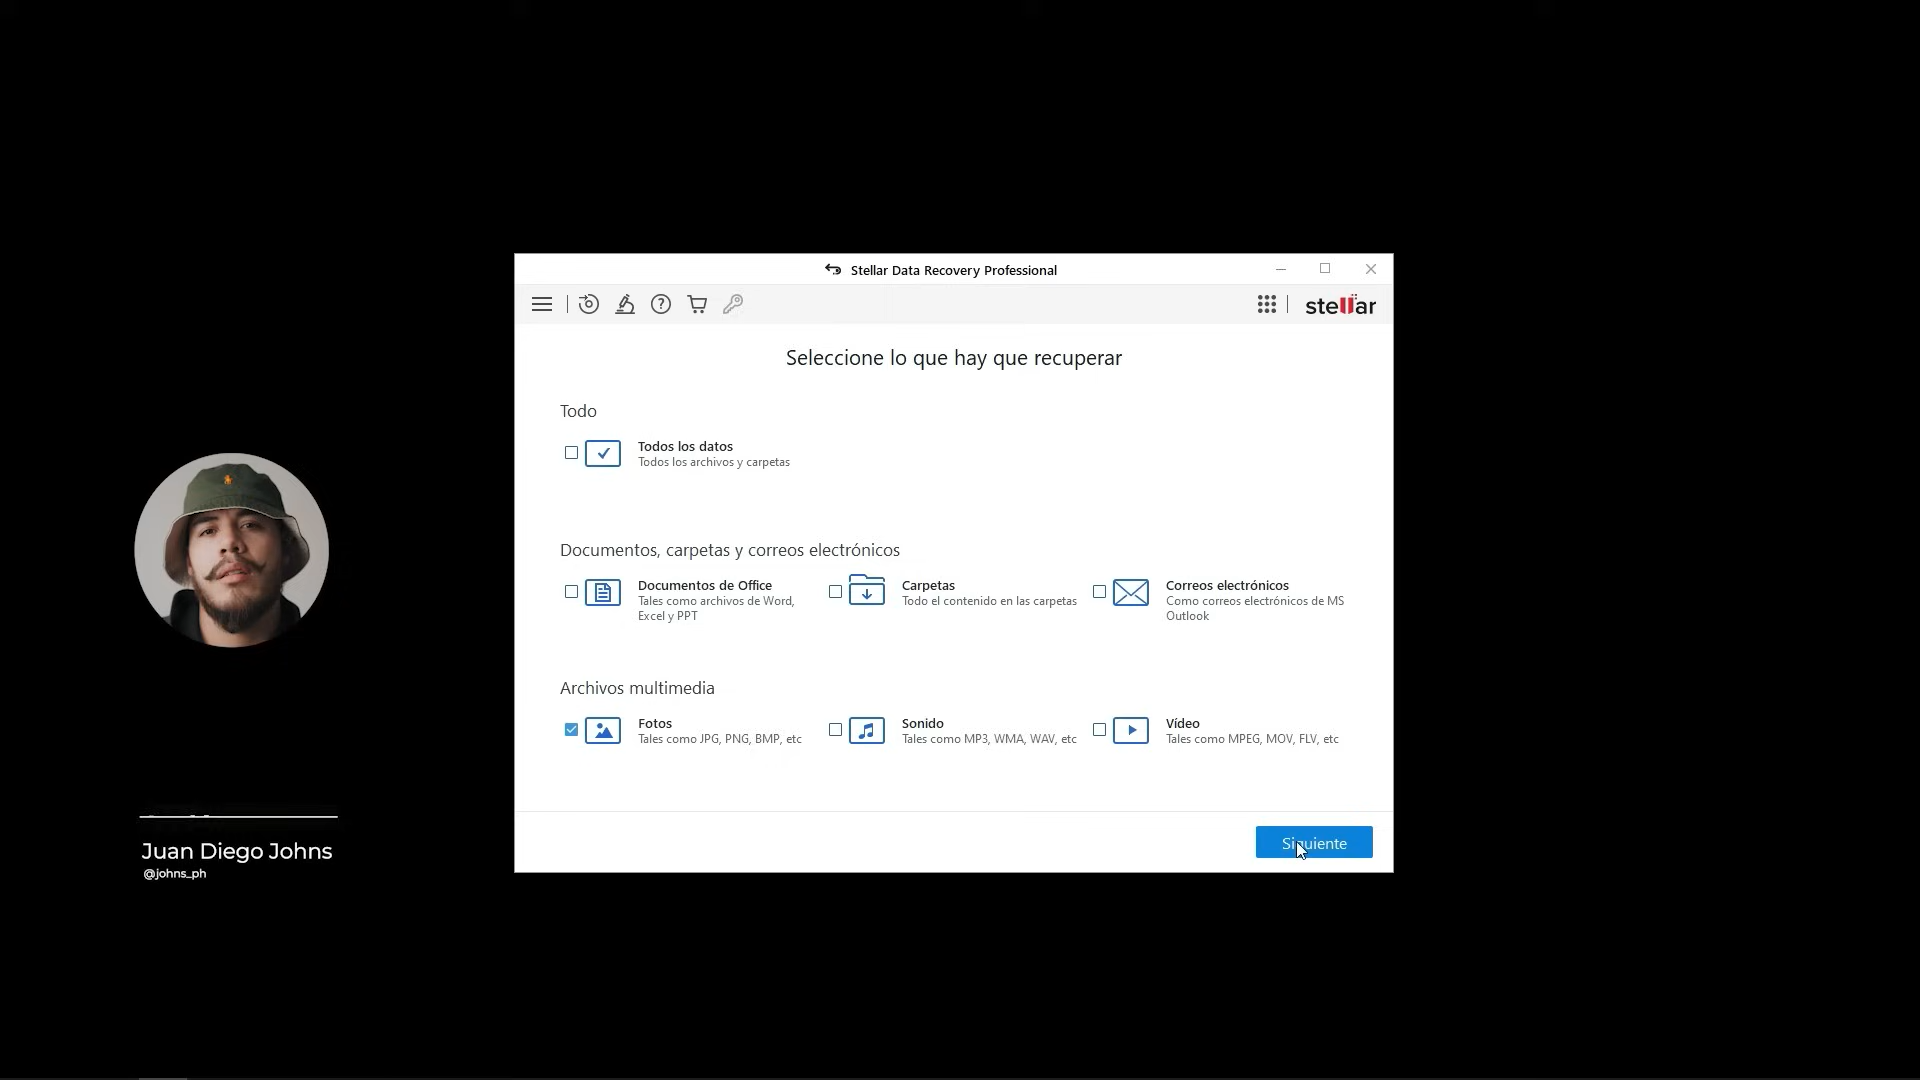 Stellar Data Recovery Professional
stellar
Seleccione lo que hay que recuperar
Todo
Todos los datos
Todos los archivos y carpetas
Documentos, carpetas y correos electrónicos
Documentos de Office
Tales como archivos de Word,
Excel y PPT
Carpetas
Todo el contenido en las carpetas
Correos electrónicos
Como correos electrónicos de MS
Outlook
Archivos multimedia
Fotos
Tales como JPG, PNG, BMP, etc
Sonido
Tales como MP3, WMA, WAV, etc
Vídeo
Tales como MPEG, MOV, FLV, etc
Siguiente
Juan Diego Johns
@johns_ph